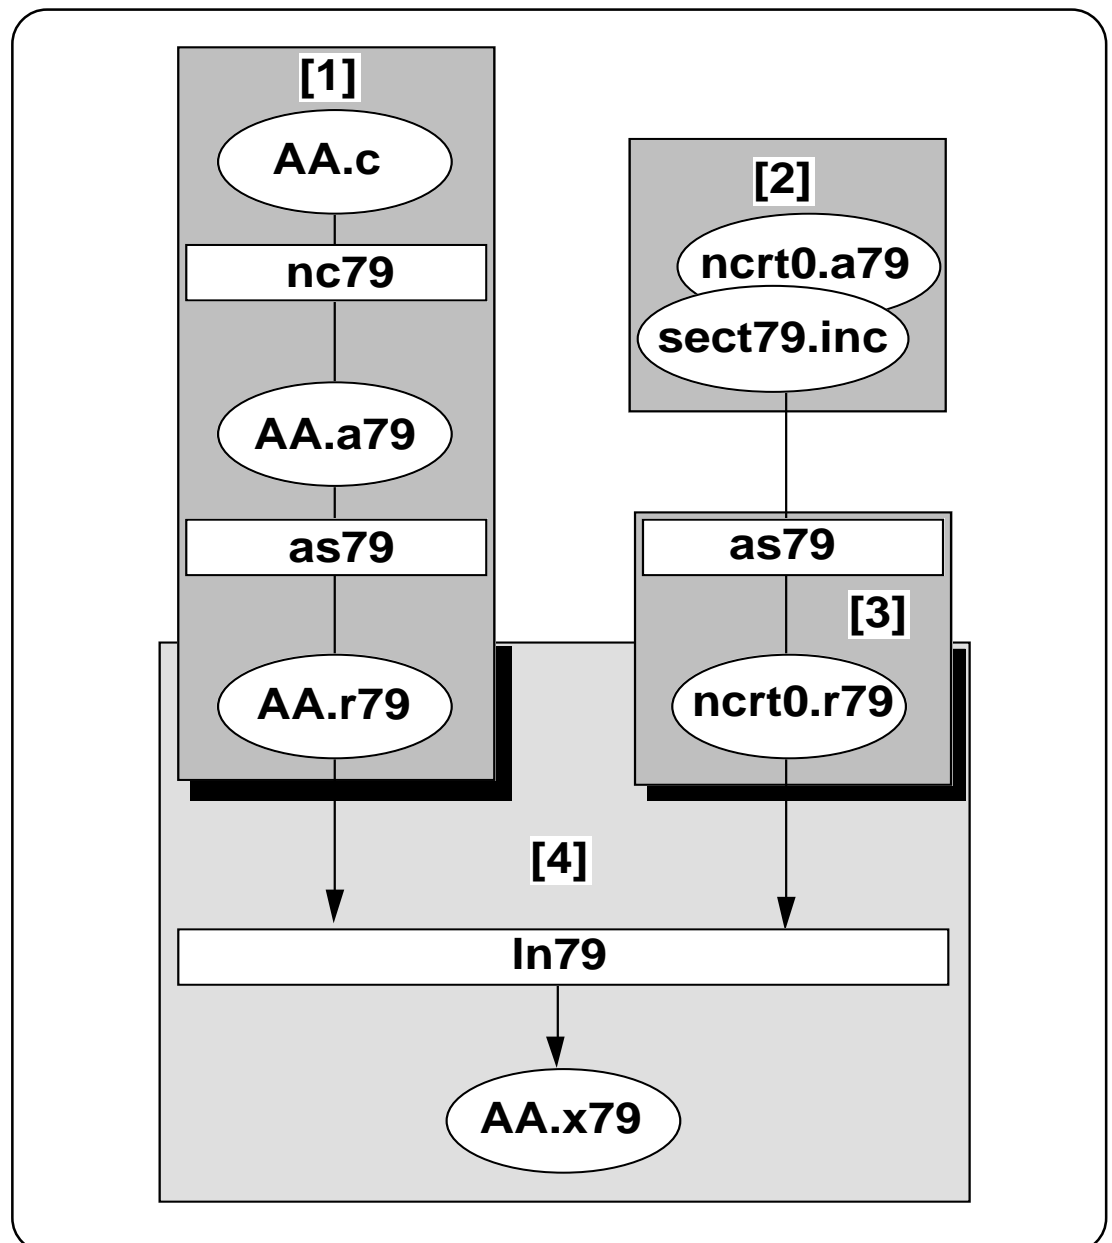 [1]
AA.c
nc79
AA.a79
as79
AA.r79
[2]
ncrt0.a79
sect79.inc
as79
[3]
ncrt0.r79
[4]
ln79
AA.x79